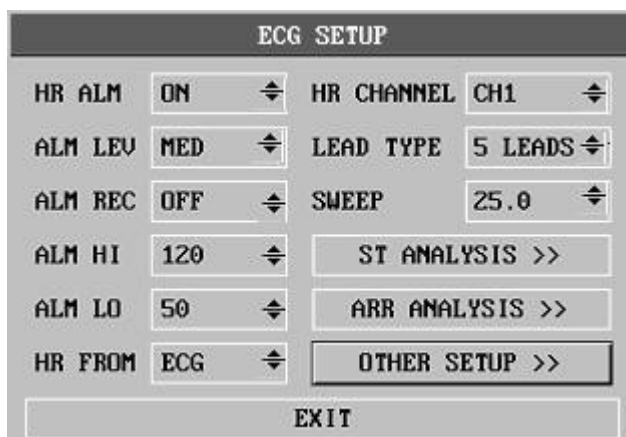 ECG SETUP
HR ALM ON HR CHANNEL CH1
ALM LEV MED LEAD TYPE 5 LEADS
ALM REC OFF SWEEP 25.0
ALM HI 120 ST ANALYSIS >>
ALM LO 50 ARR ANALYSIS >>
HR FROM ECG OTHER SETUP >>
EXIT